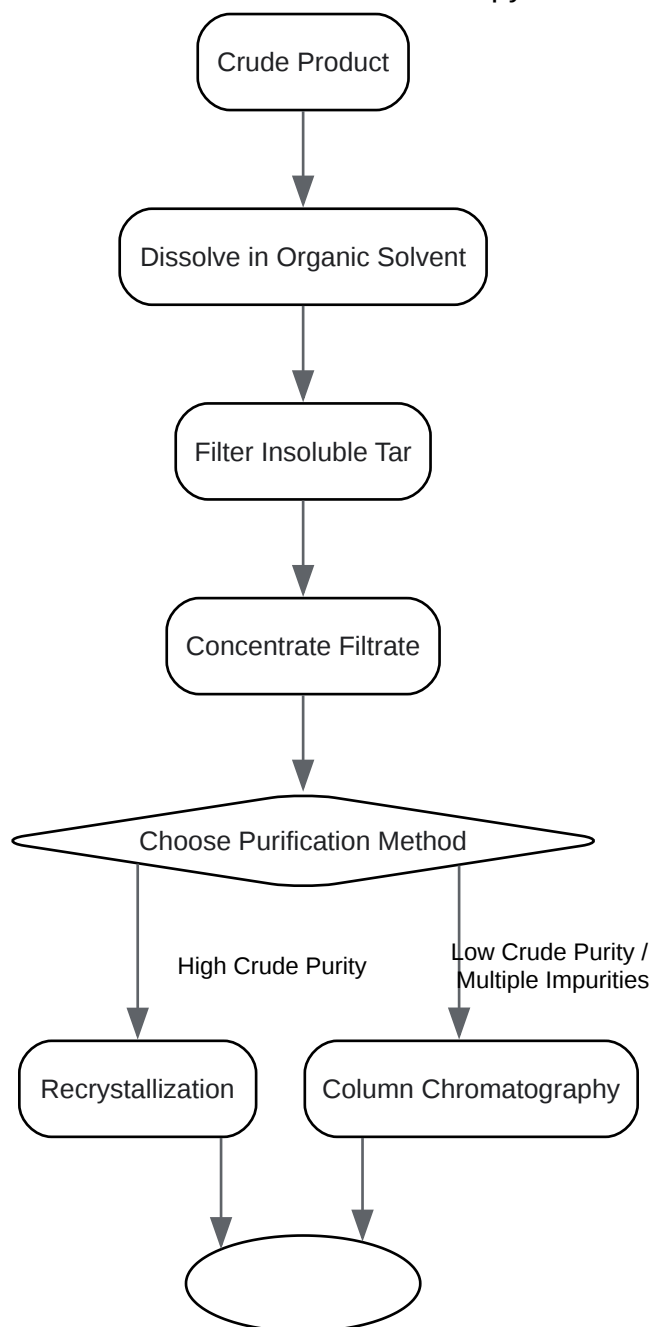 Crude Product
Dissolve in Organic Solvent
Filter Insoluble Tar
Concentrate Filtrate
Choose Purification Method
High Crude Purity
Low Crude Purity /
Multiple Impurities
Recrystallization
Column Chromatography